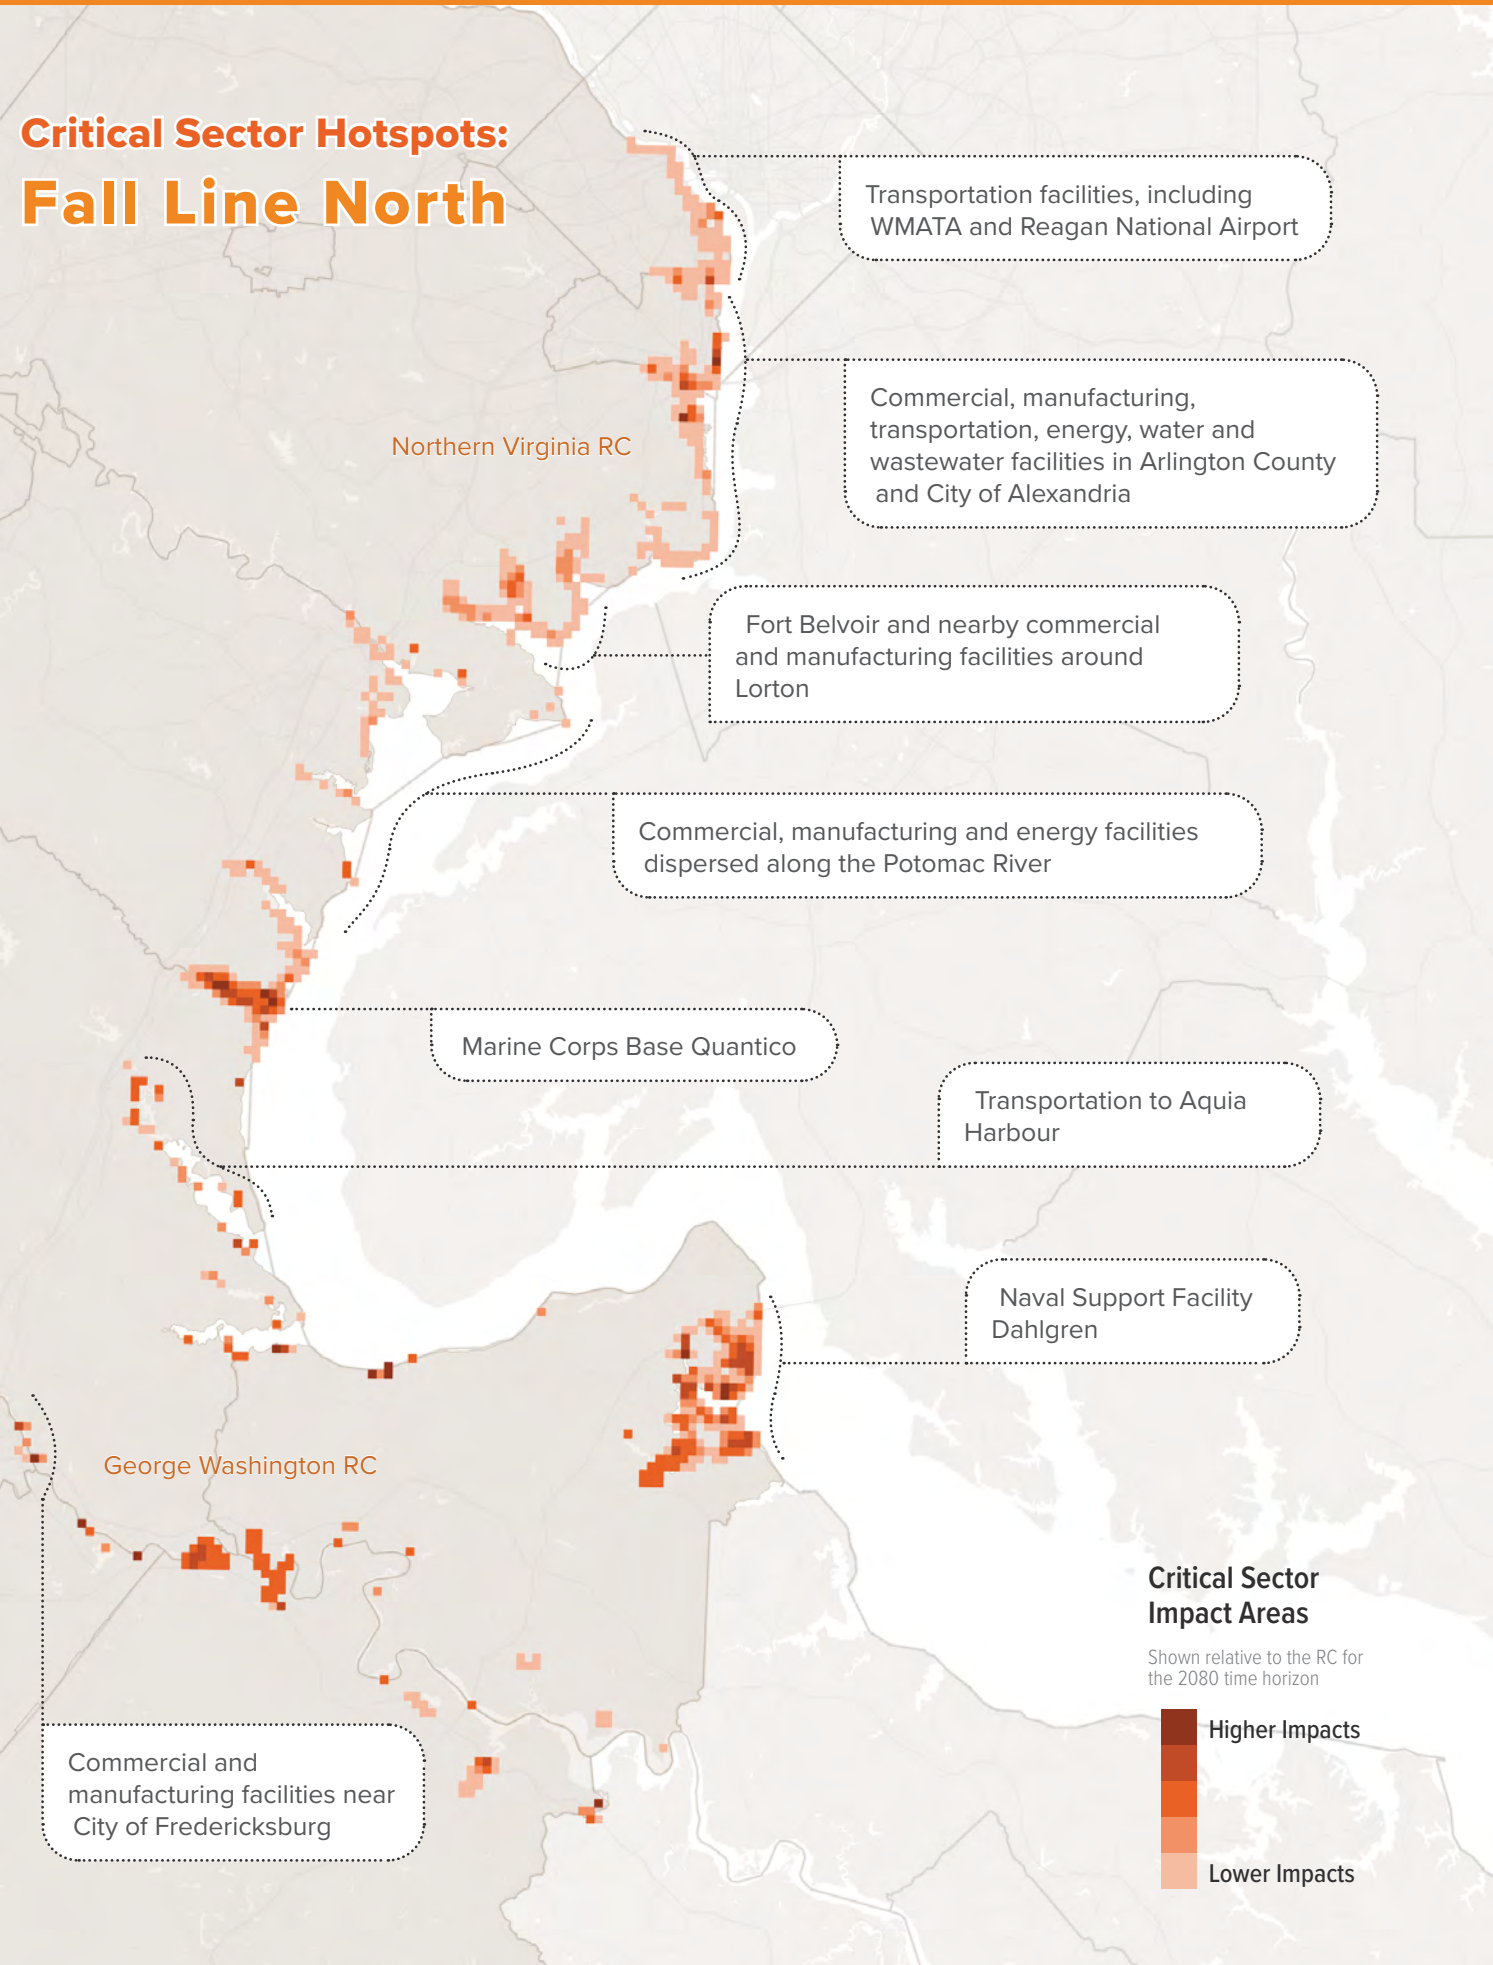 Critical Sector Hotspots:
Fall Line North
Transportation facilities, including
WMATA and Reagan National Airport
Commercial, manufacturing,
transportation, energy, water and
wastewater facilities in Arlington County
and City of Alexandria
Northern Virginia RC
Fort Belvoir and nearby commercial
and manufacturing facilities around
Lorton
Commercial, manufacturing and energy facilities
dispersed along the Potomac River
Marine Corps Base Quantico
Transportation to Aquia
Harbour
Naval Support Facility
Dahlgren
George Washington RC
Commercial and
manufacturing facilities near
City of Fredericksburg
Critical Sector
Impact Areas
Shown relative to the RC for
the 2080 time horizon
Higher Impacts
Lower Impacts